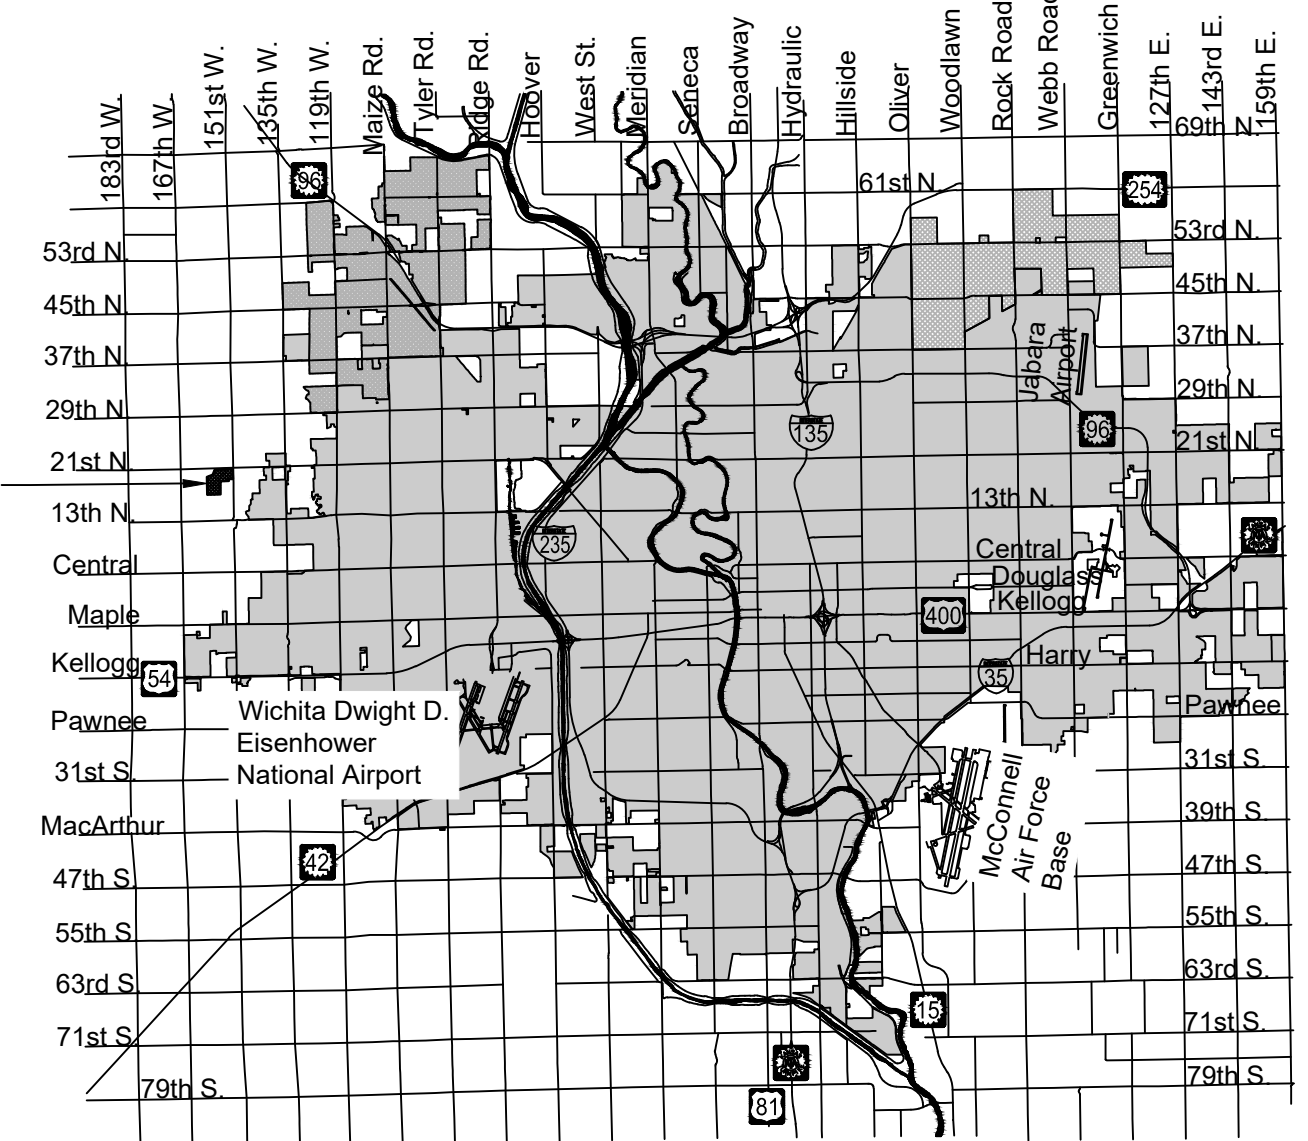 183rd W.
167th W.
151st W.
135th W.
119th W.
Maize Rd.
Tyler Rd.
Ridge Rd.
Hoover
West St.
Meridian
Seneca
Broadway
Hydraulic
Hillside
Oliver
Woodlawn
Rock Road
Webb Road
Greenwich
127th E.
143rd E.
159th E.
69th N.
96
61st N.
254
53rd N.
53rd N.
45th N.
45th N.
37th N.
37th N.
Jabara
Airport
29th N.
29th N.
135
96
21st N.
21st N.
13th N.
13th N.
235
Central
Central
Douglass
Kellogg
Maple
400
Kellogg
54
Harry
35
Wichita Dwight D.
Eisenhower
National Airport
Pawnee
Pawnee
31st S.
31st S.
McConnell
Air Force
Base
MacArthur
39th S.
42
47th S.
47th S.
55th S.
55th S.
63rd S.
63rd S.
15
71st S.
71st S.
79th S.
79th S.
81